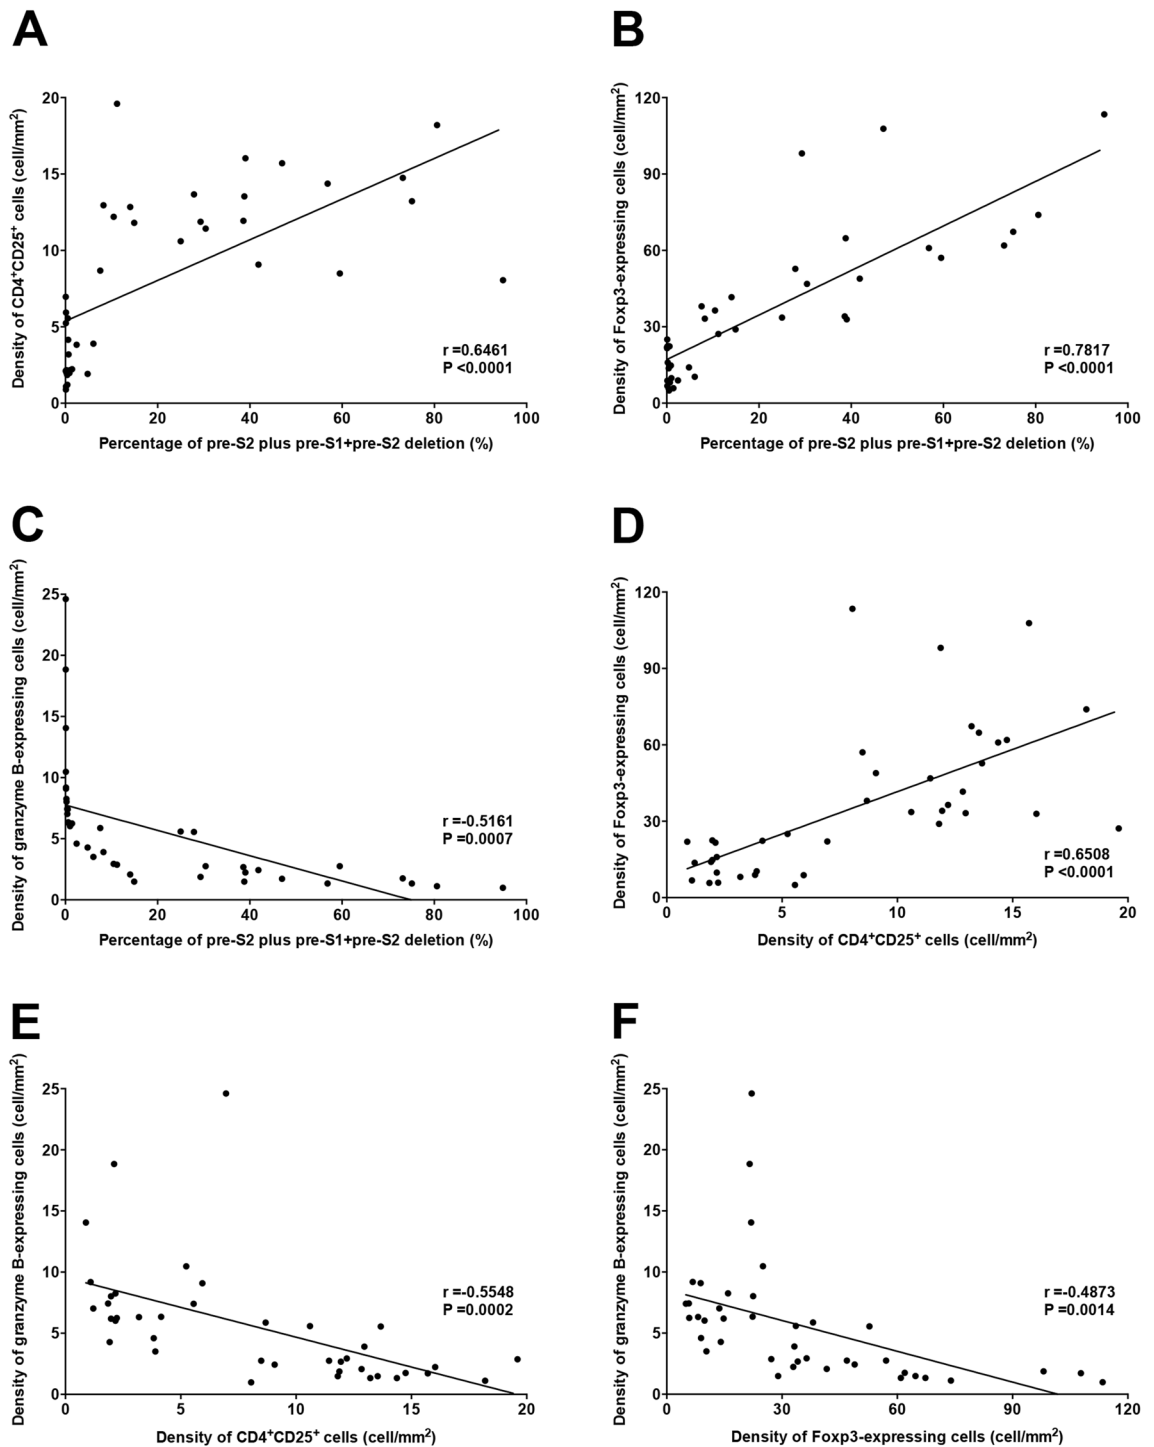 A
Density of CD4⁺CD25⁺ cells (cell/mm²)
20
15
10
5
0
r =0.6461
P <0.0001
0 20 40 60 80 100
Percentage of pre-S2 plus pre-S1+pre-S2 deletion (%)
B
Density of Foxp3-expressing cells (cell/mm²)
120
90
60
30
0
r =0.7817
P <0.0001
0 20 40 60 80 100
Percentage of pre-S2 plus pre-S1+pre-S2 deletion (%)
C
Density of granzyme B-expressing cells (cell/mm²)
25
20
15
10
5
0
r =-0.5161
P =0.0007
0 20 40 60 80 100
Percentage of pre-S2 plus pre-S1+pre-S2 deletion (%)
D
Density of Foxp3-expressing cells (cell/mm²)
120
90
60
30
0
r =0.6508
P <0.0001
0 5 10 15 20
Density of CD4⁺CD25⁺ cells (cell/mm²)
E
Density of granzyme B-expressing cells (cell/mm²)
25
20
15
10
5
0
r =-0.5548
P =0.0002
0 5 10 15 20
Density of CD4⁺CD25⁺ cells (cell/mm²)
F
Density of granzyme B-expressing cells (cell/mm²)
25
20
15
10
5
0
r =-0.4873
P =0.0014
0 30 60 90 120
Density of Foxp3-expressing cells (cell/mm²)